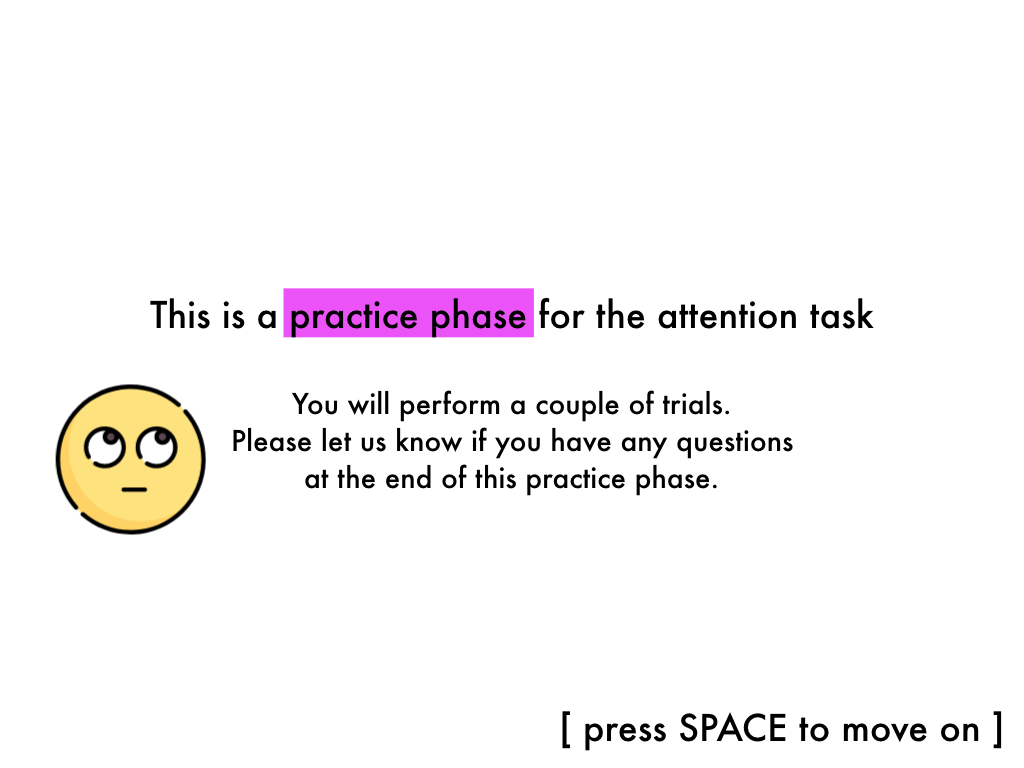 This is a practice phase for the attention task
You will perform a couple of trials.
Please let us know if you have any questions
at the end of this practice phase.
[ press SPACE to move on ]